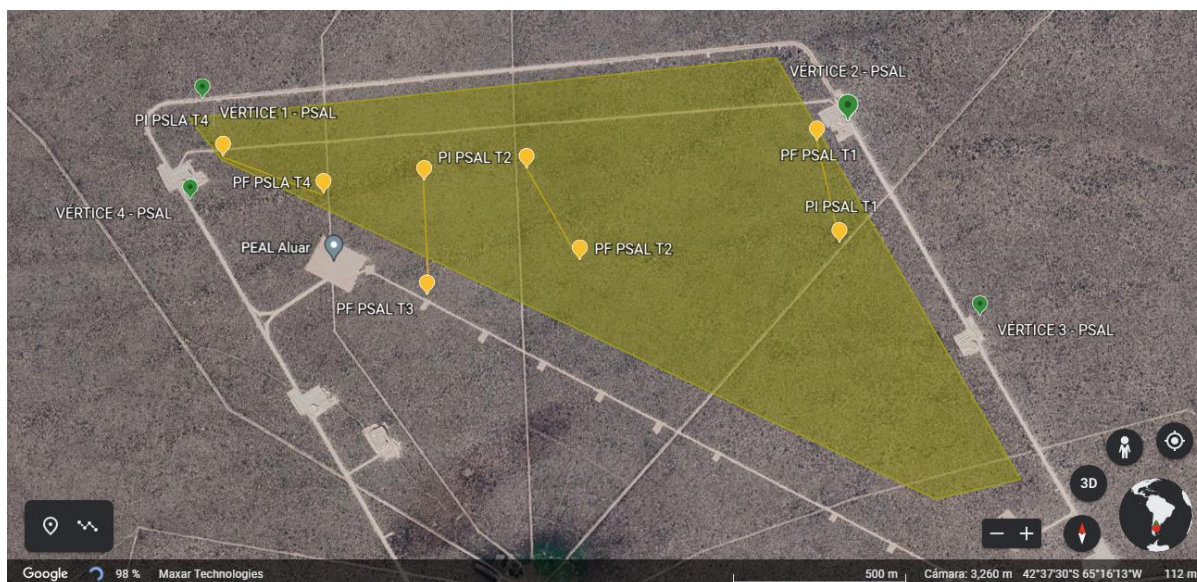 VÉRTICE 2 - PSAL
VÉRTICE 1 - PSAL
PI PSLA T4
PF PSAL T1
PI PSAL T2
PF PSLA T4
PI PSAL T1
VÉRTICE 4 - PSAL
PEAL Aluar
PF PSAL T2
PF PSAL T3
VÉRTICE 3 - PSAL
3D
Google 98 % Maxar Technologies 500 m Cámara: 3,260 m 42°37'30"S 65°16'13"W 112 m